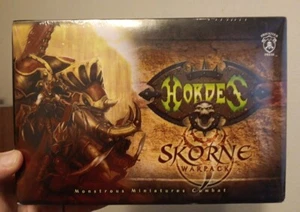 HORDES
SKORNE
WARPACK
Monstrous Miniatures Combat